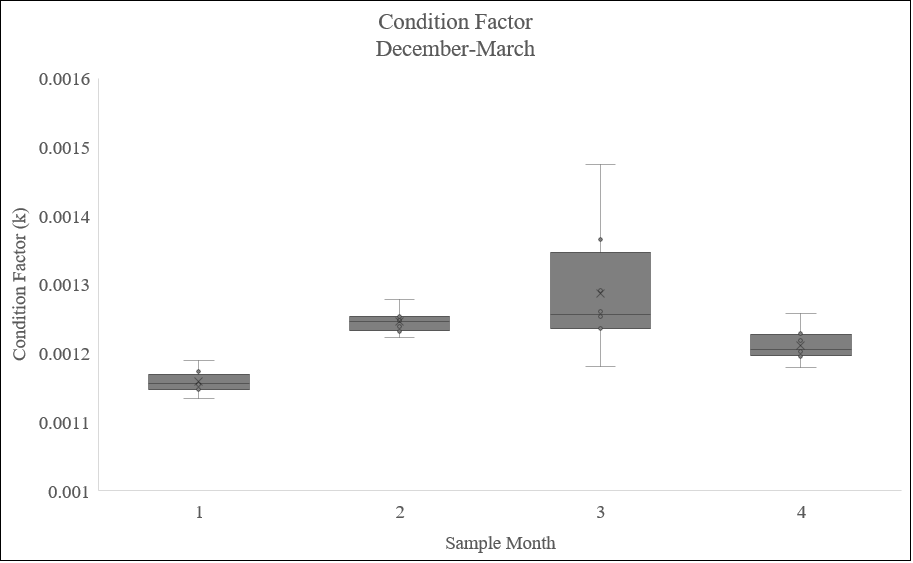 Condition Factor
December-March
0.0016
0.0015
0.0014
0.0013
0.0012
0.0011
0.001
Condition Factor (k)
1 2 3 4
Sample Month